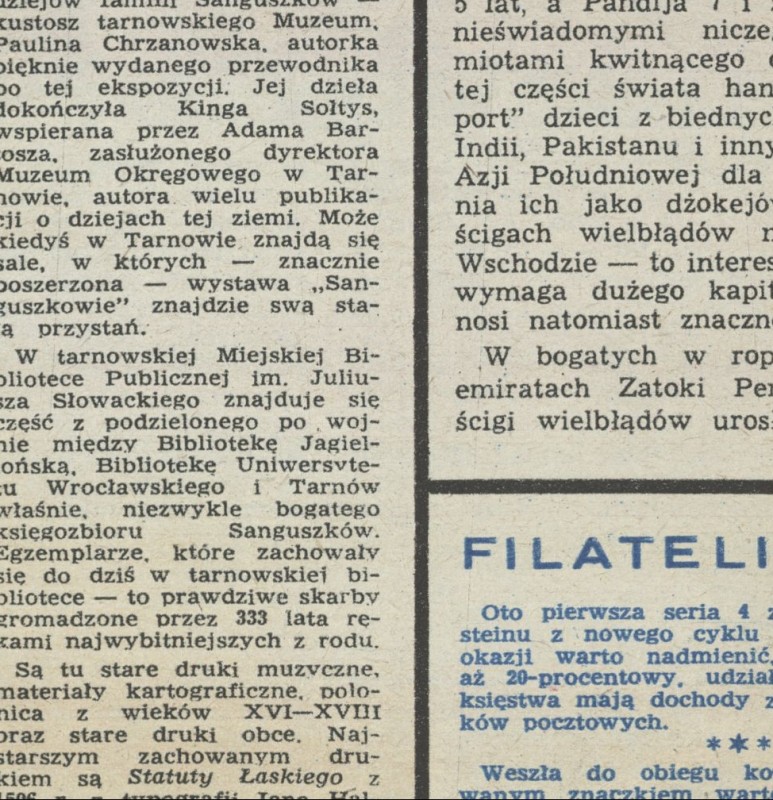 dziejów familii Sanguszków —
kustosz tarnowskiego Muzeum,
Paulina Chrzanowska, autorka
pięknie wydanego przewodnika
po tej ekspozycji. Jej dzieła
dokończyła Kinga Sołtys,
wspierana przez Adama Bar-
tosza, zasłużonego dyrektora
Muzeum Okręgowego w Tar-
nowie, autora wielu publika-
cji o dziejach tej ziemi. Może
kiedyś w Tarnowie znajdą się
sale, w których — znacznie
poszerzona — wystawa „San-
guszkowie” znajdzie swą sta-
łą przystań.
W tarnowskiej Miejskiej Bi-
bliotece Publicznej im. Juliu-
sza Słowackiego znajduje się
część z podzielonego po woj-
nie między Bibliotekę Jagiel-
lońską, Bibliotekę Uniwersyte-
tu Wrocławskiego i Tarnów
właśnie, niezwykle bogatego
księgozbioru Sanguszków.
Egzemplarze, które zachowały
się do dziś w tarnowskiej bi-
bliotece — to prawdziwe skarby
gromadzone przez 333 lata rę-
kami najwybitniejszych z rodu.
Są tu stare druki muzyczne,
materiały kartograficzne, polo-
nica z wieków XVI—XVIII
oraz stare druki obce. Naj-
starszym zachowanym dru-
kiem są Statuty Łaskiego z
1506 r. z typografii Jana Hal-
5 lat, a Pandija 7 i
nieświadomymi nicze
miotami kwitnącego
tej części świata han
port” dzieci z biednyc
Indii, Pakistanu i inny
Azji Południowej dla
nia ich jako dżokejów
ścigach wielbłądów n
Wschodzie — to interes
wymaga dużego kapit
nosi natomiast znaczn
W bogatych w rop
emiratach Zatoki Per
ścigi wielbłądów uros
FILATELI
Oto pierwsza seria 4 z
steinu z nowego cyklu
okazji warto nadmienić,
aż 20-procentowy, udział
księstwa mają dochody z
ków pocztowych.
* * *
Weszła do obiegu ko
wanym znaczkiem warto